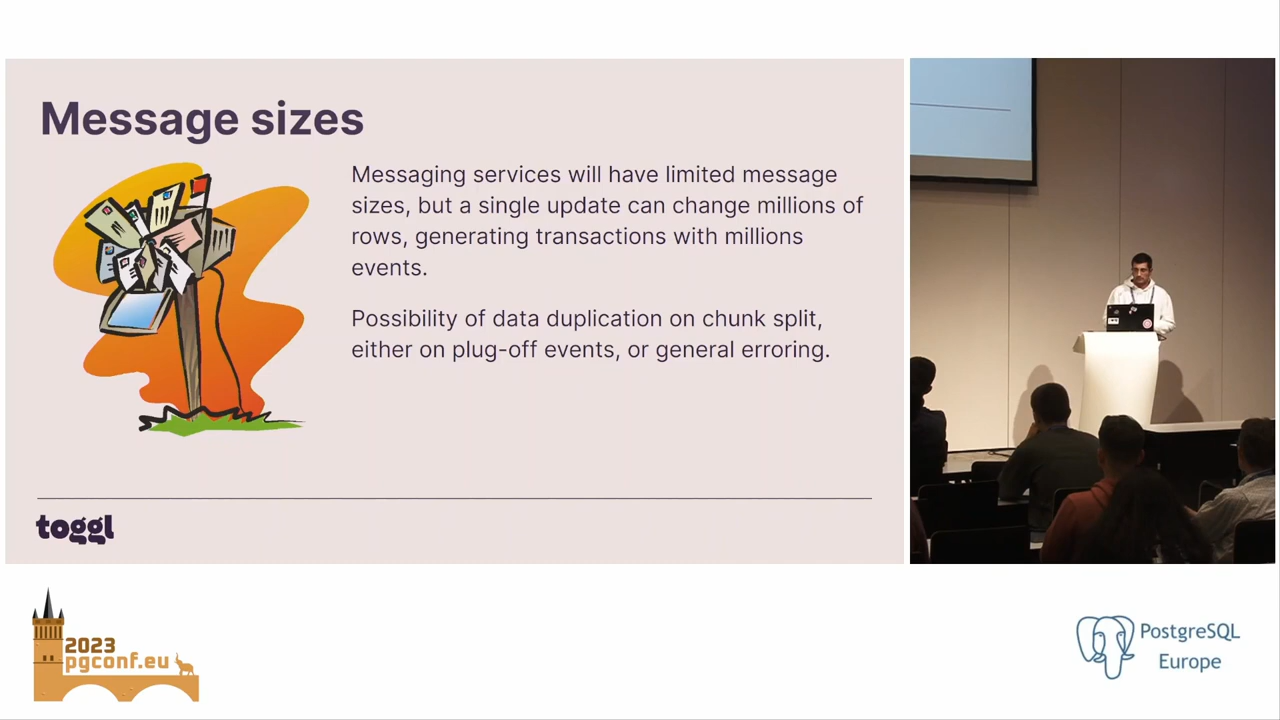 Message sizes
Messaging services will have limited message
sizes, but a single update can change millions of
rows, generating transactions with millions
events.
Possibility of data duplication on chunk split,
either on plug-off events, or general erroring.
toggl
2023
pgconf.eu
PostgreSQL
Europe